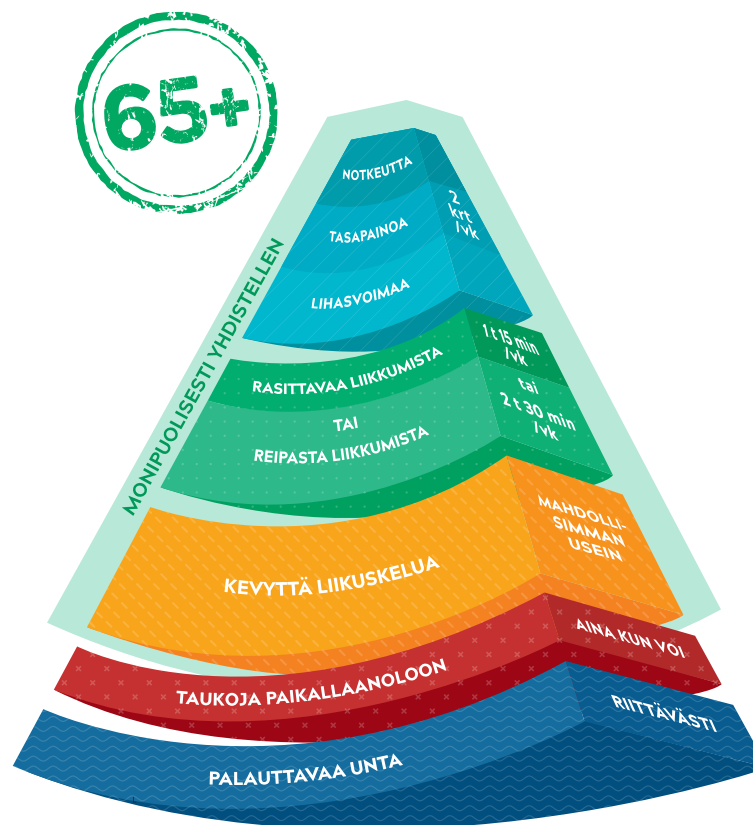 65+
MONIPUOLISESTI YHDISTELLEN
NOTKEUTTA
TASAPAINOA
LIHASVOIMAA
2
krt
/vk
RASITTAVAA LIIKKUMISTA
1 t 15 min
/vk
TAI
REIPASTA LIIKKUMISTA
tai
2 t 30 min
/vk
KEVYTTÄ LIIKUSKELUA
MAHDOLLI-
SIMMAN
USEIN
TAUKOJA PAIKALLAANOLOON
AINA KUN VOI
PALAUTTAVAA UNTA
RIITTÄVÄSTI